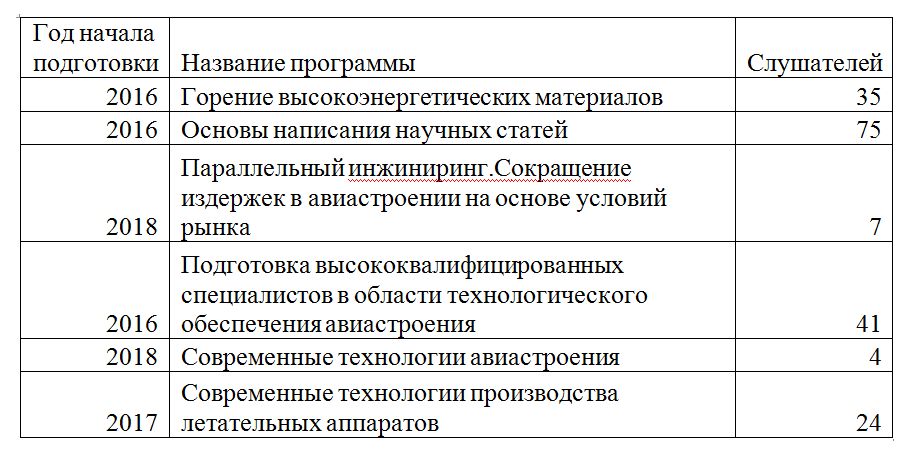 Год начала
подготовки Название программы Слушателей
2016 Горение высокоэнергетических материалов 35
2016 Основы написания научных статей 75
Параллельный инжиниринг.Сокращение
издержек в авиастроении на основе условий
2018 рынка 7
Подготовка высококвалифицированных
специалистов в области технологического
2016 обеспечения авиастроения 41
2018 Современные технологии авиастроения 4
Современные технологии производства
2017 летательных аппаратов 24